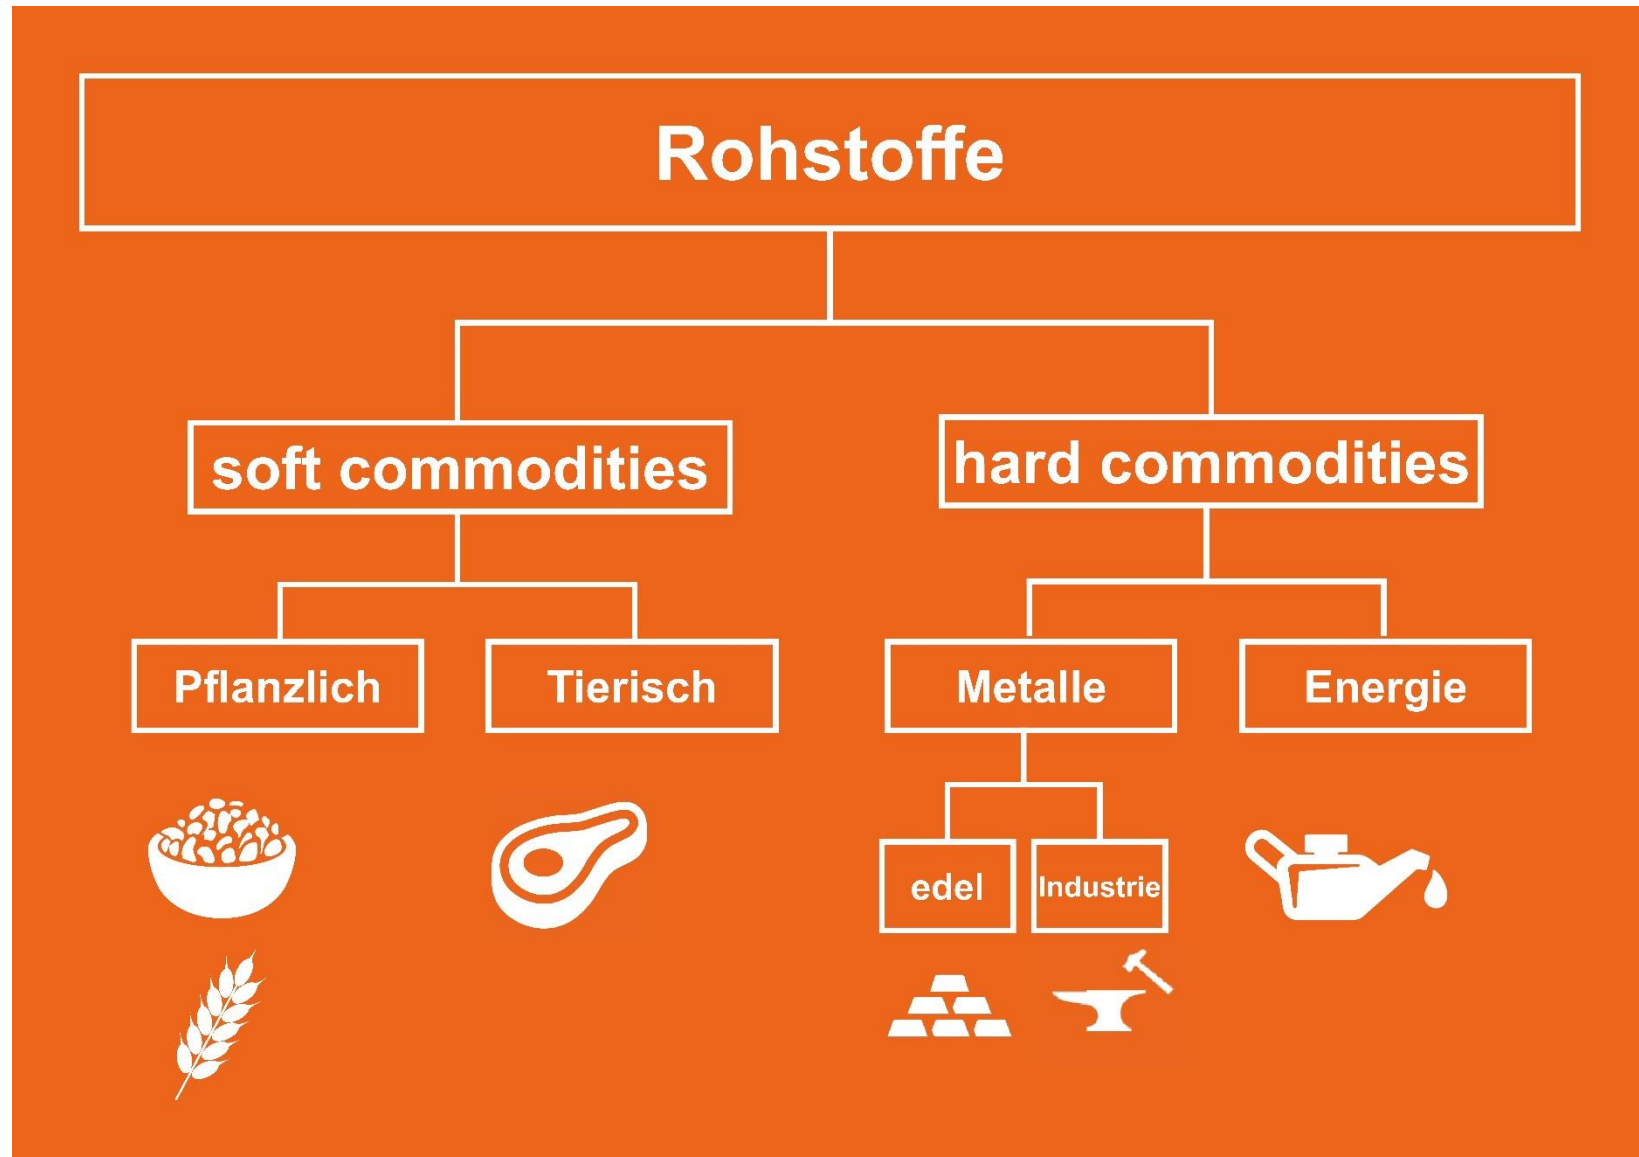 Rohstoffe
soft commodities
hard commodities
Pflanzlich
Tierisch
Metalle
Energie
edel
Industrie